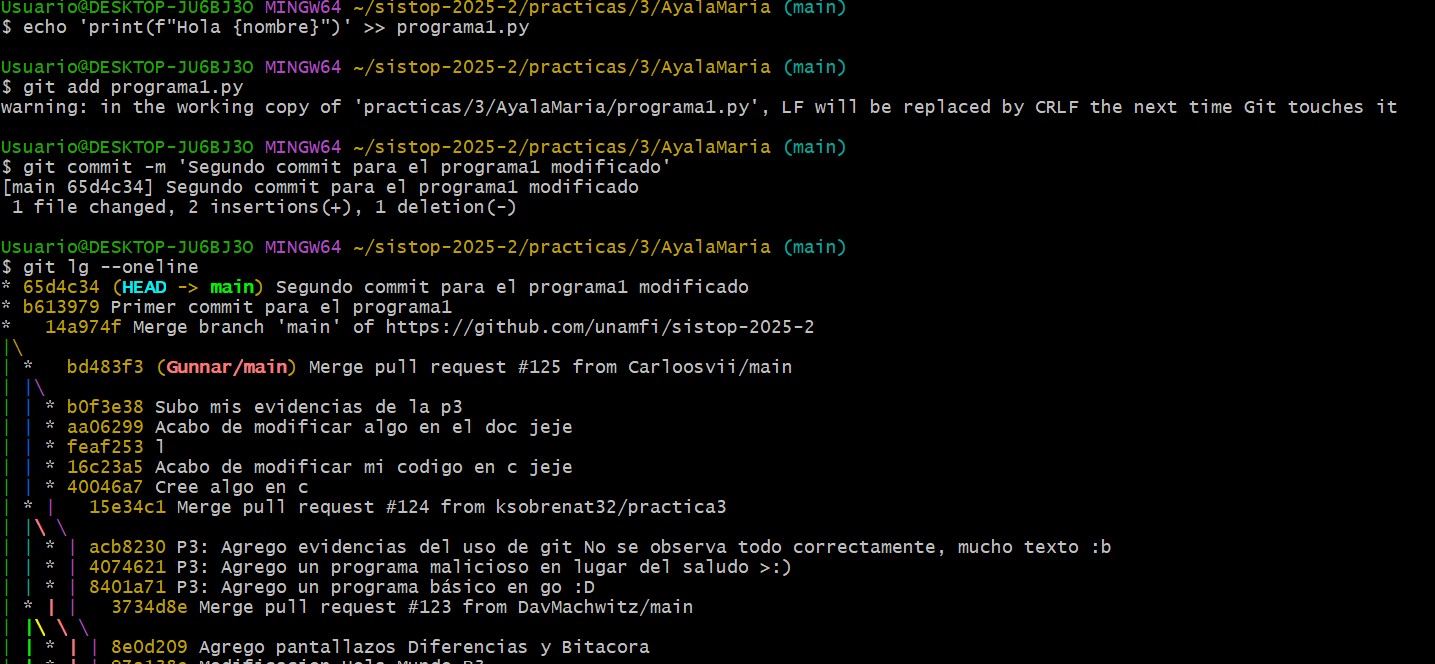 Usuario@DESKTOP-JU6BJ3O MINGW64 ~/sistop-2025-2/practicas/3/AyalaMaria (main)
$ echo 'print(f"Hola {nombre}")' >> programa1.py
Usuario@DESKTOP-JU6BJ3O MINGW64 ~/sistop-2025-2/practicas/3/AyalaMaria (main)
$ git add programa1.py
warning: in the working copy of 'practicas/3/AyalaMaria/programa1.py', LF will be replaced by CRLF the next time Git touches it
Usuario@DESKTOP-JU6BJ3O MINGW64 ~/sistop-2025-2/practicas/3/AyalaMaria (main)
$ git commit -m 'Segundo commit para el programa1 modificado'
[main 65d4c34] Segundo commit para el programa1 modificado
 1 file changed, 2 insertions(+), 1 deletion(-)
Usuario@DESKTOP-JU6BJ3O MINGW64 ~/sistop-2025-2/practicas/3/AyalaMaria (main)
$ git lg --oneline
* 65d4c34 (HEAD -> main) Segundo commit para el programa1 modificado
* b613979 Primer commit para el programa1
*   14a974f Merge branch 'main' of https://github.com/unamfi/sistop-2025-2
|\
| *   bd483f3 (Gunnar/main) Merge pull request #125 from Carloosvii/main
| |\
| | * b0f3e38 Subo mis evidencias de la p3
| | * aa06299 Acabo de modificar algo en el doc jeje
| | * feaf253 l
| | * 16c23a5 Acabo de modificar mi codigo en c jeje
| | * 40046a7 Cree algo en c
| * |   15e34c1 Merge pull request #124 from ksobrenat32/practica3
| |\ \
| | * | acb8230 P3: Agrego evidencias del uso de git No se observa todo correctamente, mucho texto :b
| | * | 4074621 P3: Agrego un programa malicioso en lugar del saludo >:)
| | * | 8401a71 P3: Agrego un programa básico en go :D
| * | |   3734d8e Merge pull request #123 from DavMachwitz/main
| |\ \ \
| | * | | 8e0d209 Agrego pantallazos Diferencias y Bitacora